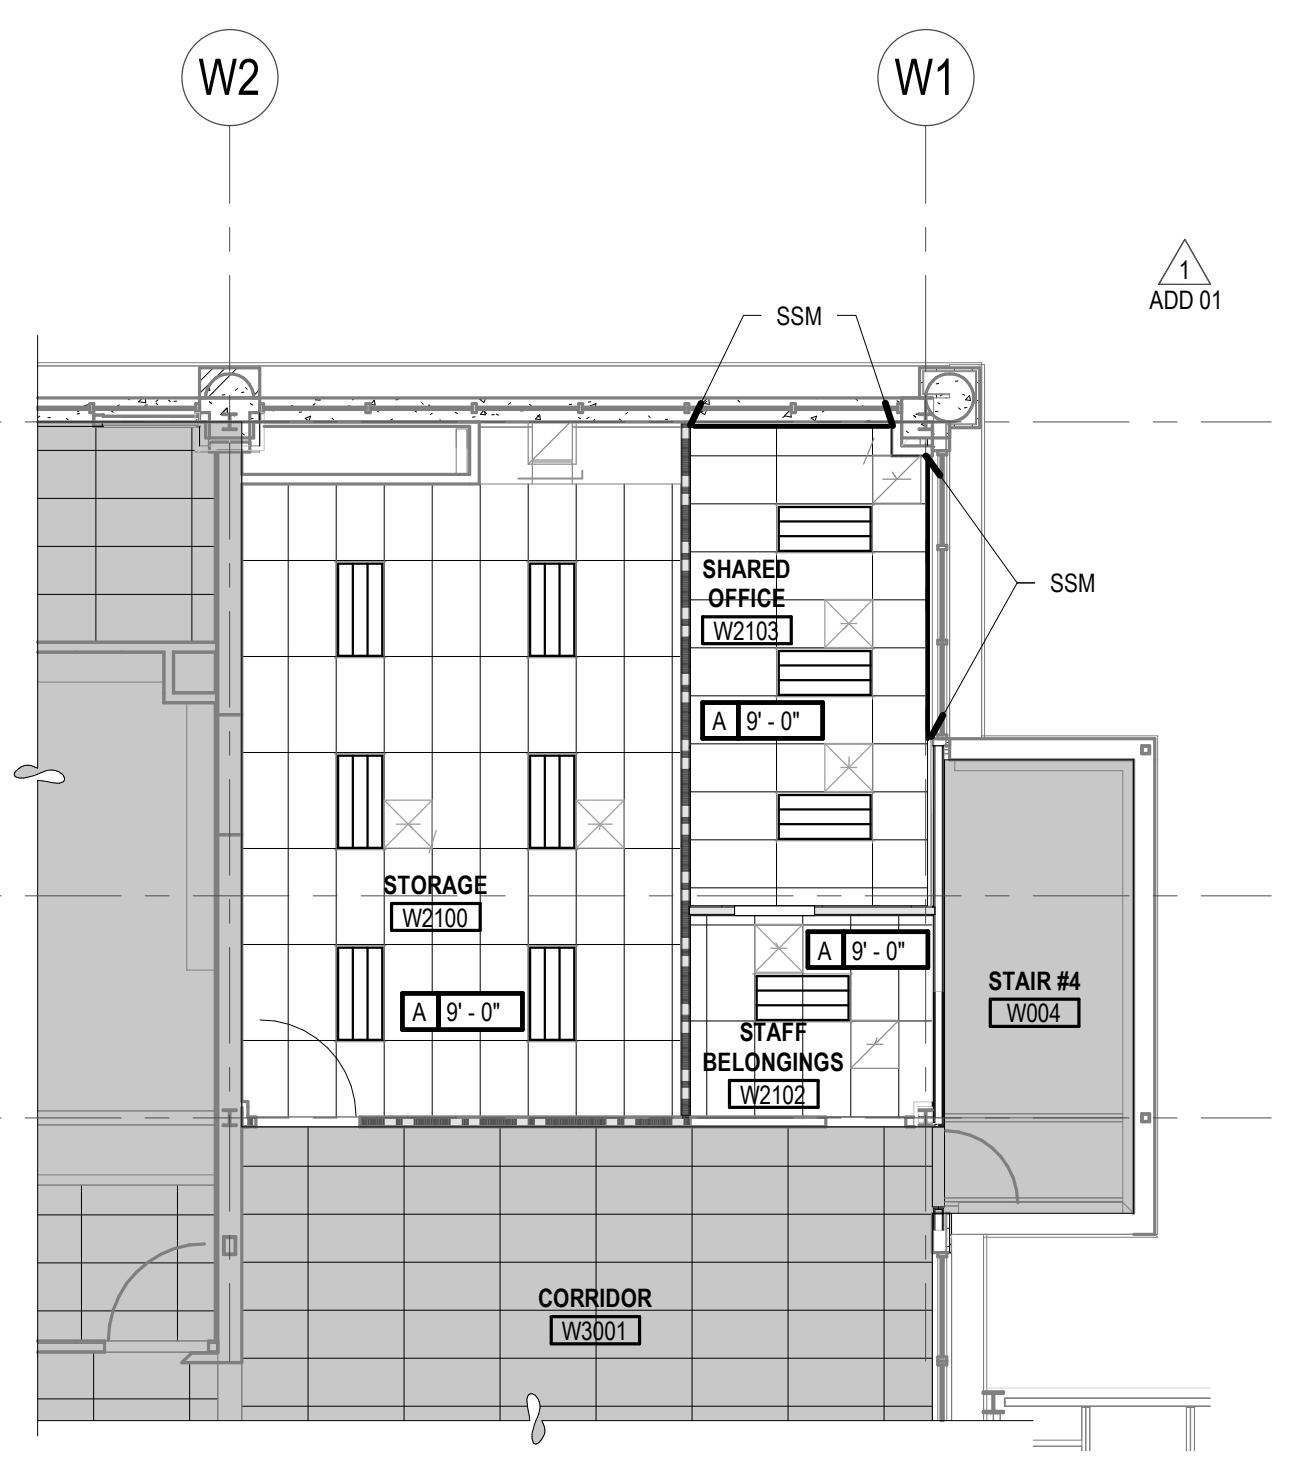 W2
W1
1
ADD 01
SSM
SHARED
OFFICE
W2103
SSM
A 9' - 0"
STORAGE
W2100
A 9' - 0"
A 9' - 0"
STAFF
BELONGINGS
W2102
STAIR #4
W004
CORRIDOR
W3001